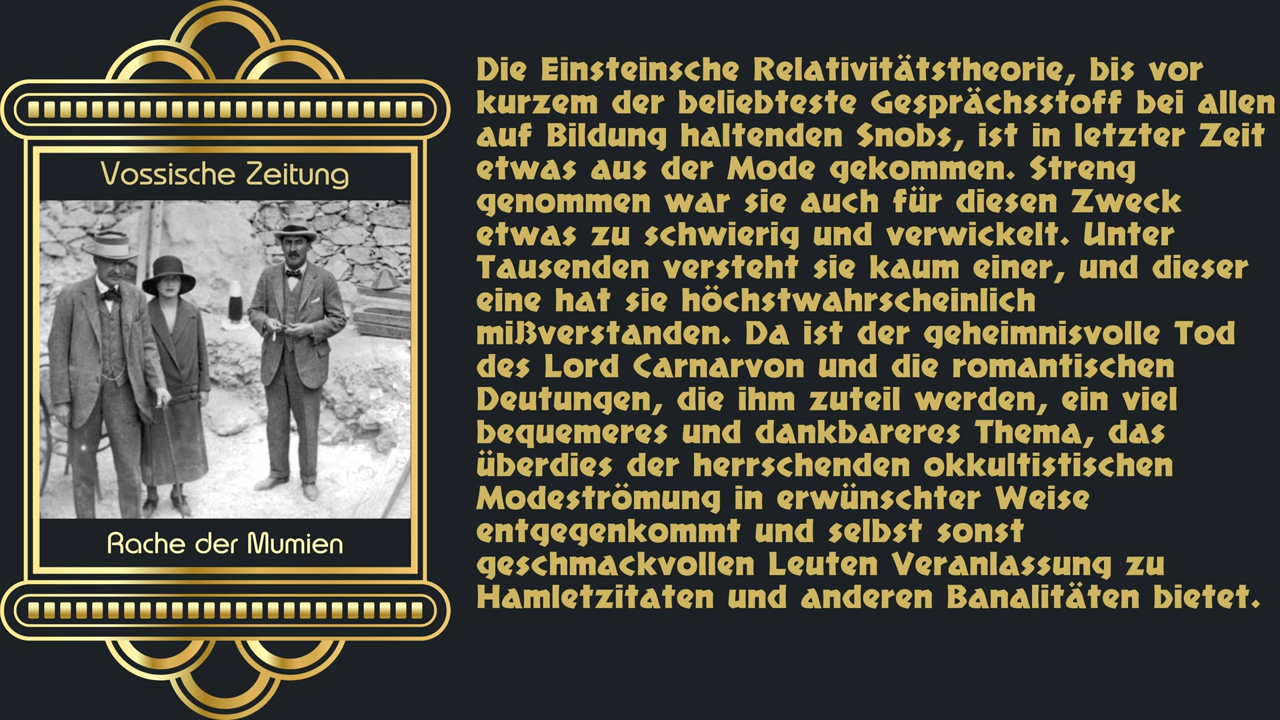 Vossische Zeitung
Rache der Mumien
Die Einsteinsche Relativitätstheorie, bis vor
kurzem der beliebteste Gesprächsstoff bei allen
auf Bildung haltenden Snobs, ist in letzter Zeit
etwas aus der Mode gekommen. Streng
genommen war sie auch für diesen Zweck
etwas zu schwierig und verwickelt. Unter
Tausenden versteht sie kaum einer, und dieser
eine hat sie höchstwahrscheinlich
mißverstanden. Da ist der geheimnisvolle Tod
des Lord Carnarvon und die romantischen
Deutungen, die ihm zuteil werden, ein viel
bequemeres und dankbareres Thema, das
überdies der herrschenden okkultistischen
Modeströmung in erwünschter Weise
entgegenkommt und selbst sonst
geschmackvollen Leuten Veranlassung zu
Hamletzitaten und anderen Banalitäten bietet.